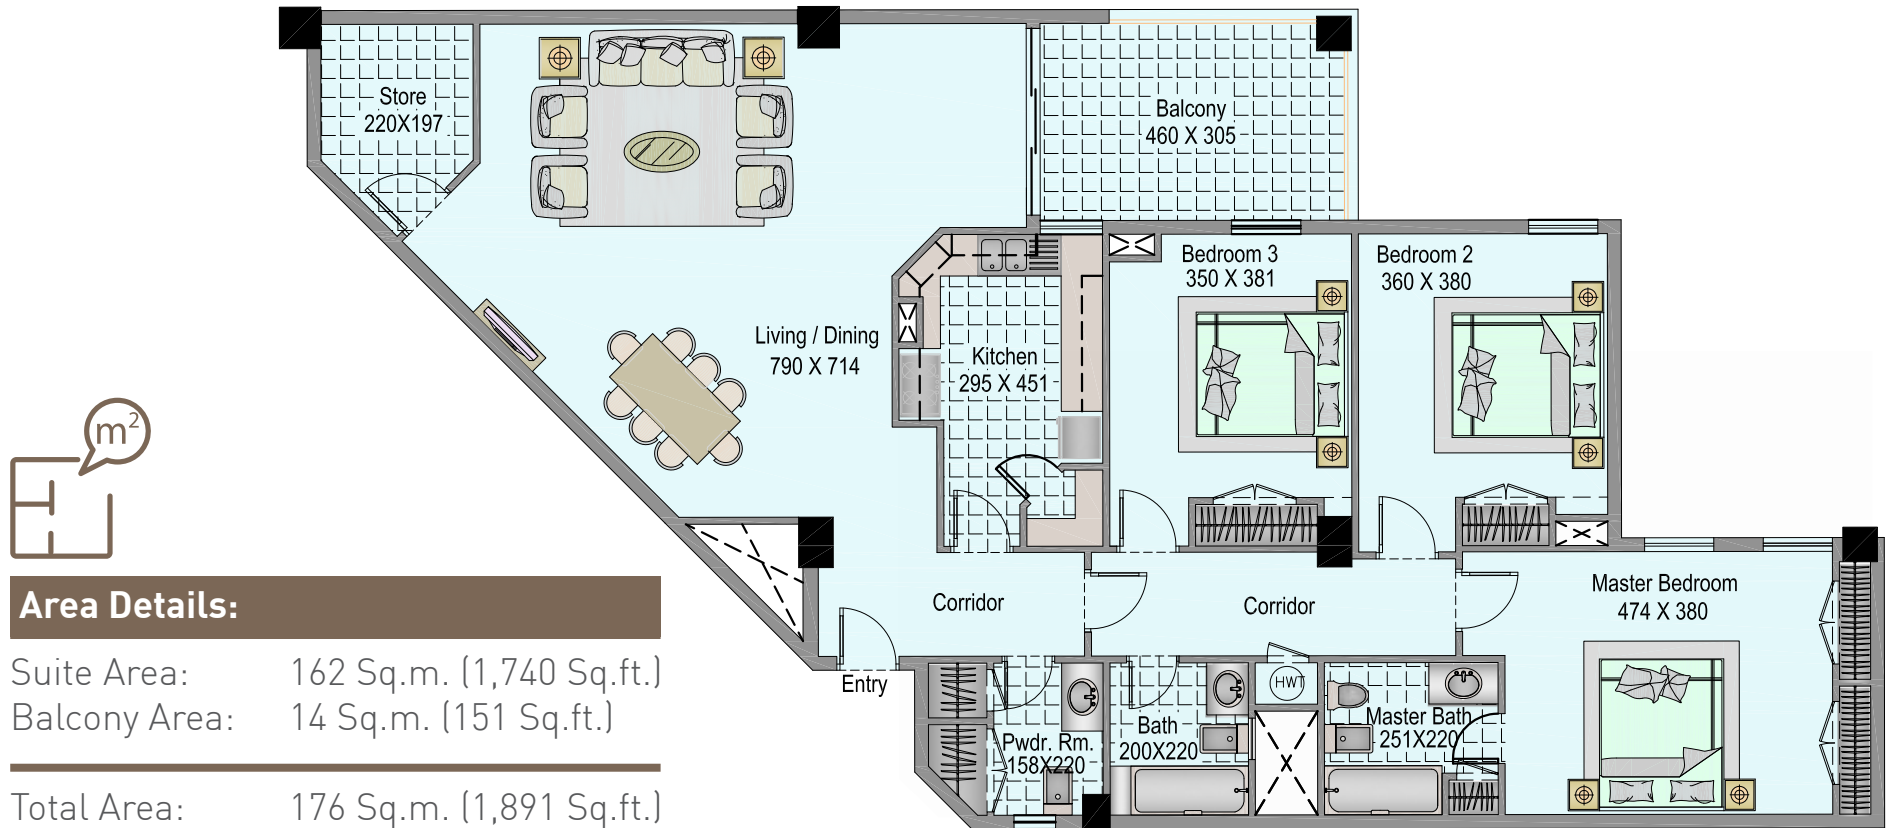 Store
220X197
Balcony
460 X 305
Bedroom 3
350 X 381
Bedroom 2
360 X 380
Living / Dining
790 X 714
Kitchen
295 X 451
m²
Master Bedroom
474 X 380
Corridor
Corridor
Entry
HWT
Pwdr. Rm.
158X220
Bath
200X220
Master Bath
251X220
Area Details:
Suite Area: 162 Sq.m. (1,740 Sq.ft.)
Balcony Area: 14 Sq.m. (151 Sq.ft.)
Total Area: 176 Sq.m. (1,891 Sq.ft.)